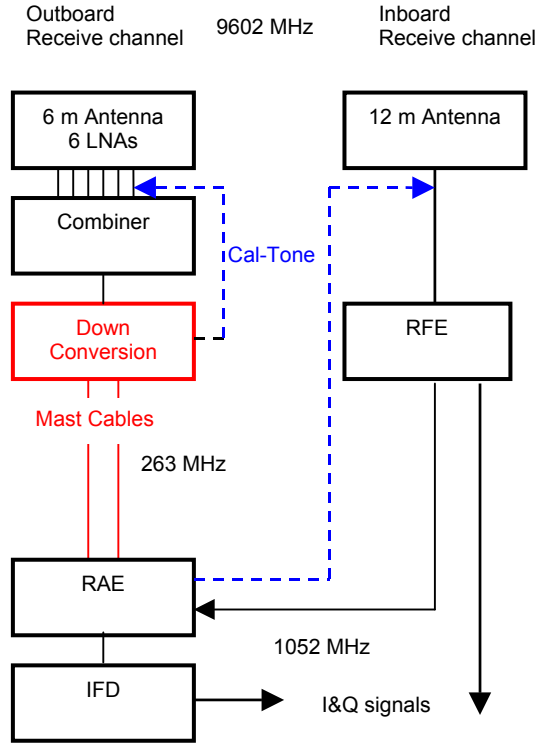 Outboard
Receive channel
9602 MHz
Inboard
Receive channel
6 m Antenna
6 LNAs
12 m Antenna
Combiner
Cal-Tone
Down
Conversion
RFE
Mast Cables
263 MHz
RAE
1052 MHz
IFD
I&Q signals